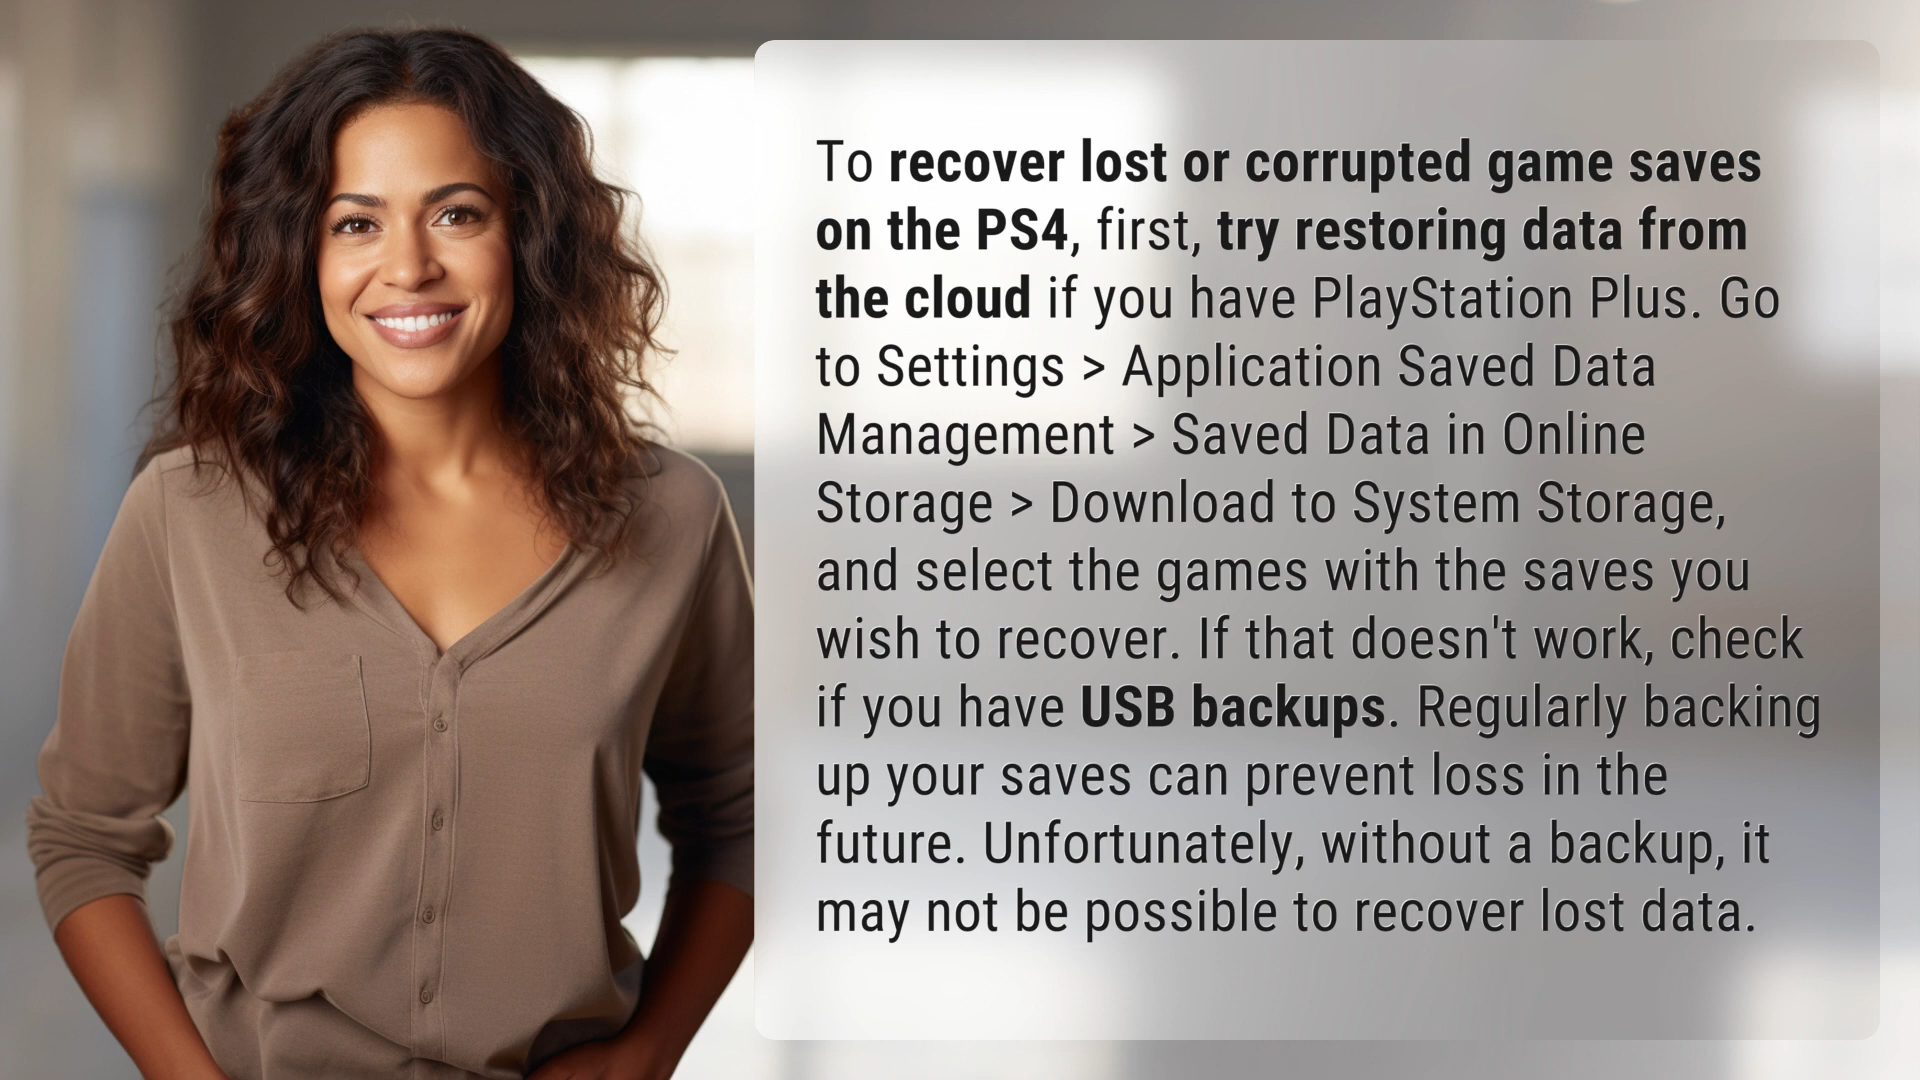 To recover lost or corrupted game saves
on the PS4, first, try restoring data from
the cloud if you have PlayStation Plus. Go
to Settings > Application Saved Data
Management > Saved Data in Online
Storage > Download to System Storage,
and select the games with the saves you
wish to recover. If that doesn't work, check
if you have USB backups. Regularly backing
up your saves can prevent loss in the
future. Unfortunately, without a backup, it
may not be possible to recover lost data.